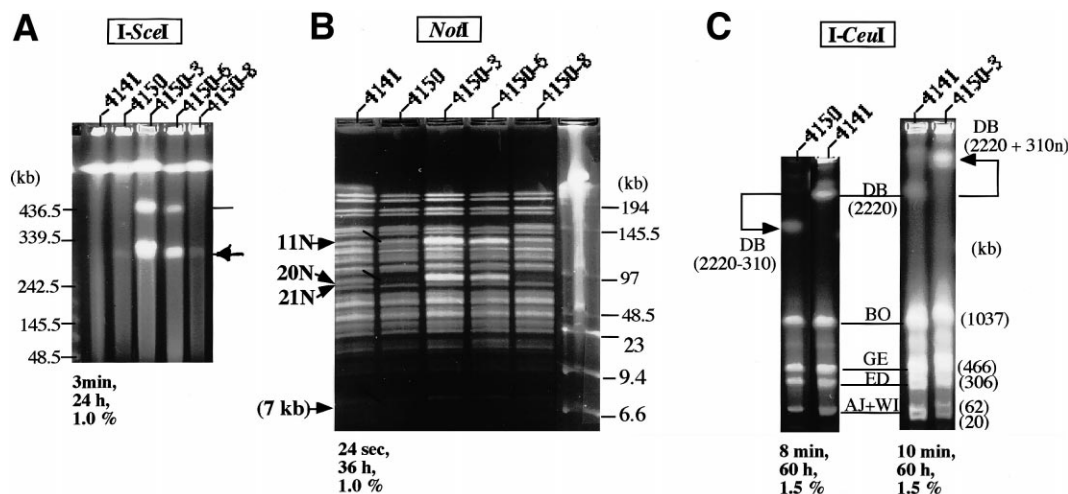 A
I-SceI
4141
4150
4150-3
4150-6
4150-8
(kb)
436.5
339.5
242.5
145.5
48.5
3min,
24 h,
1.0 %
B
NotI
4141
4150
4150-3
4150-6
4150-8
(kb)
194
145.5
97
48.5
23
9.4
6.6
11N
20N
21N
(7 kb)
24 sec,
36 h,
1.0 %
C
I-CeuI
4150
4141
4141
4150-3
DB
(2220 + 310n)
DB
(2220)
DB
(2220-310)
(kb)
BO
(1037)
GE
(466)
ED
(306)
AJ+WI
(62)
(20)
8 min,
60 h,
1.5 %
10 min,
60 h,
1.5 %